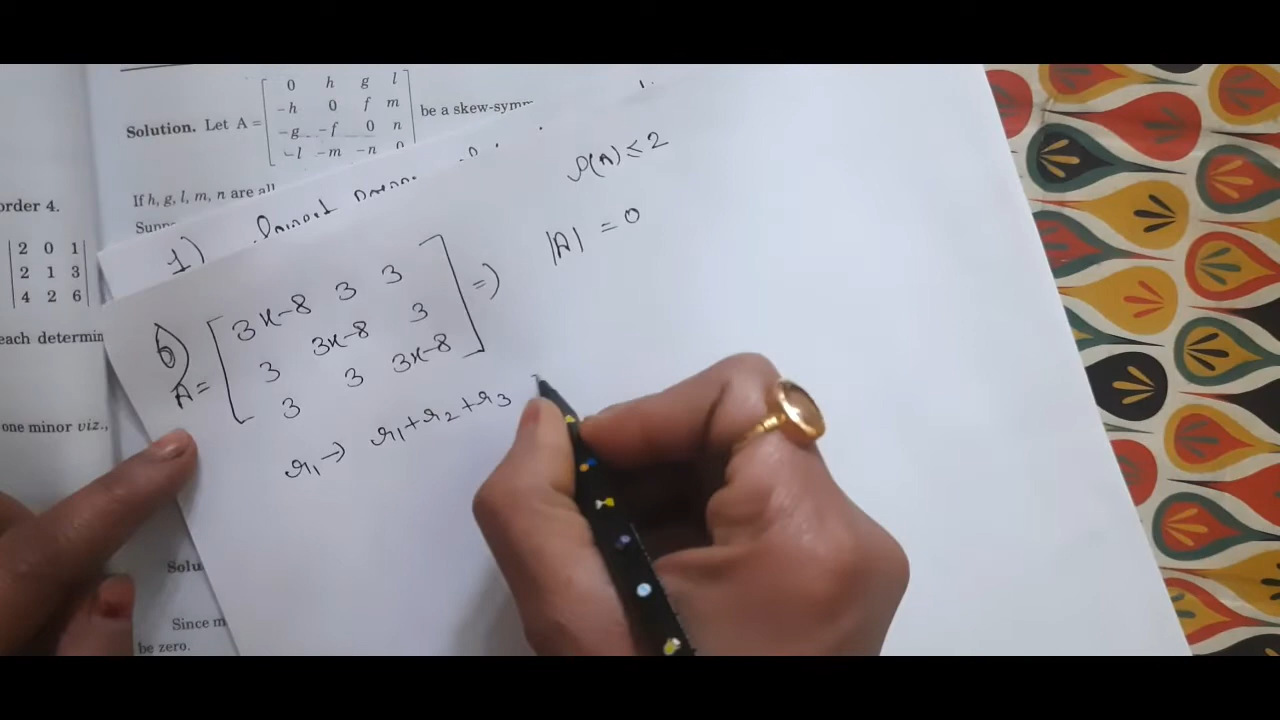 Solution. Let A = [ 0 h g l be a skew-sym
-h 0 f m
-g -f 0 n
-l -m -n 0 ]
If h, g, l, m, n are all
order 4.
| 2 0 1 |
| 2 1 3 |
| 4 2 6 |
each determin
one minor viz.,
Solu
Since m
be zero.
1)
ρ(A) ≤ 2
|A| = 0
6)
A = [ 3x-8 3 3
3 3x-8 3
3 3 3x-8 ] =)
r₁ → r₁+r₂+r₃